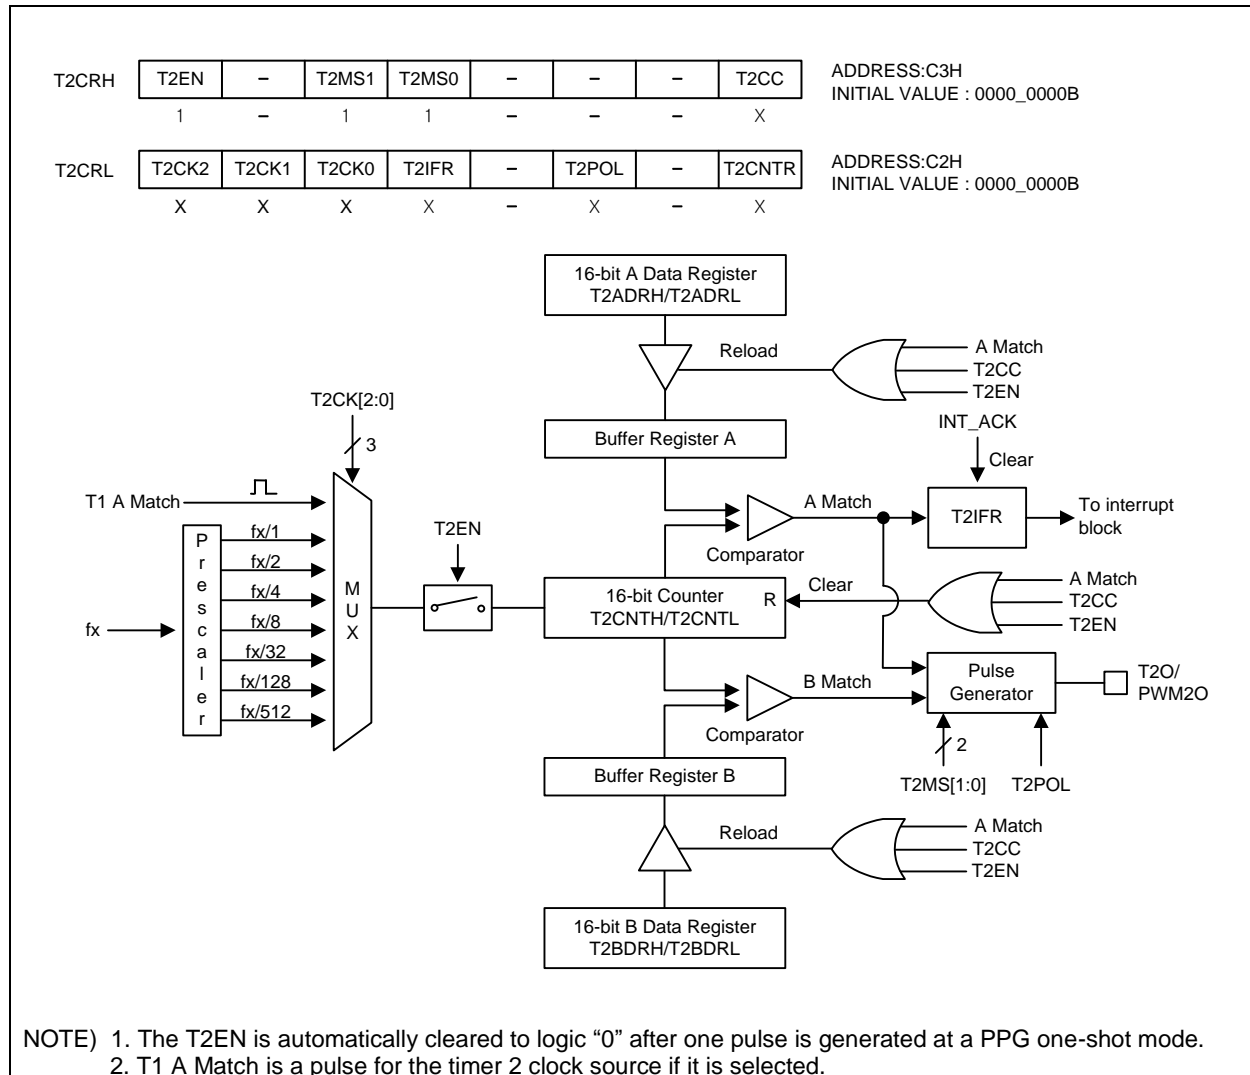 T2CRH T2EN – T2MS1 T2MS0 – – – T2CC ADDRESS:C3H
INITIAL VALUE : 0000_0000B
1 – 1 1 – – – X
T2CRL T2CK2 T2CK1 T2CK0 T2IFR – T2POL – T2CNTR ADDRESS:C2H
INITIAL VALUE : 0000_0000B
X X X X – X – X
16-bit A Data Register
T2ADRH/T2ADRL
Reload
A Match
T2CC
T2EN
T2CK[2:0]
3
Buffer Register A
INT_ACK
Clear
T1 A Match
A Match
T2IFR
To interrupt
block
Comparator
fx
Prescaler
fx/1
fx/2
fx/4
fx/8
fx/32
fx/128
fx/512
MUX
T2EN
16-bit Counter
T2CNTH/T2CNTL
R
Clear
A Match
T2CC
T2EN
B Match
Comparator
Pulse
Generator
T2O/
PWM2O
2
T2MS[1:0]
T2POL
Buffer Register B
Reload
A Match
T2CC
T2EN
16-bit B Data Register
T2BDRH/T2BDRL
NOTE) 1. The T2EN is automatically cleared to logic “0” after one pulse is generated at a PPG one-shot mode.
2. T1 A Match is a pulse for the timer 2 clock source if it is selected.